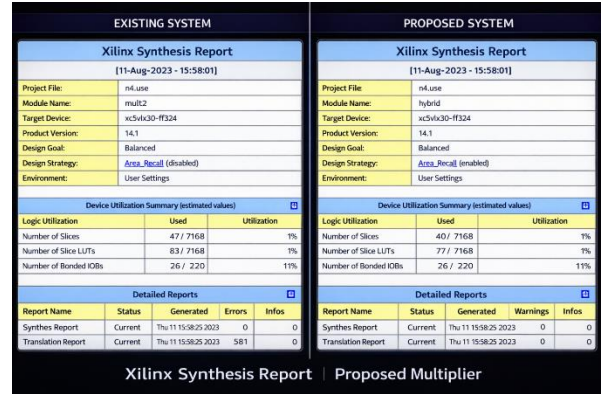 EXISTING SYSTEM
Xilinx Synthesis Report
[11-Aug-2023 - 15:58:01]
Project File: n4.use
Module Name: mult2
Target Device: xc5vlx30-ff324
Product Version: 14.1
Design Goal: Balanced
Design Strategy: Area_Recall (disabled)
Environment: User Settings
Device Utilization Summary (estimated values)
Logic Utilization Used Utilization
Number of Slices 47/ 7168 1%
Number of Slice LUTs 83/ 7168 1%
Number of Bonded IOBs 26 / 220 11%
Detailed Reports
Report Name Status Generated Errors Infos
Synthes Report Current Thu 11 15:58:25 2023 0 0
Translation Report Current Thu 11 15:58:25 2023 581 0
PROPOSED SYSTEM
Xilinx Synthesis Report
[11-Aug-2023 - 15:58:01]
Project File n4.use
Module Name: hybrid
Target Device: xc5vlx30-ff324
Product Version: 14.1
Design Goal: Balanced
Design Strategy: Area_Recall (enabled)
Environment: User Settings
Device Utilization Summary (estimated values)
Logic Utilization Used Utilization
Number of Slices 40/ 7168 1%
Number of Slice LUTs 77/ 7168 1%
Number of Bonded IOBs 26 / 220 11%
Detailed Reports
Report Name Status Generated Warnings Infos
Synthes Report Current Thu 11 15:58:25 2023 0 0
Translation Report Current Thu 11 15:58:25 2023 0 0
Xilinx Synthesis Report | Proposed Multiplier